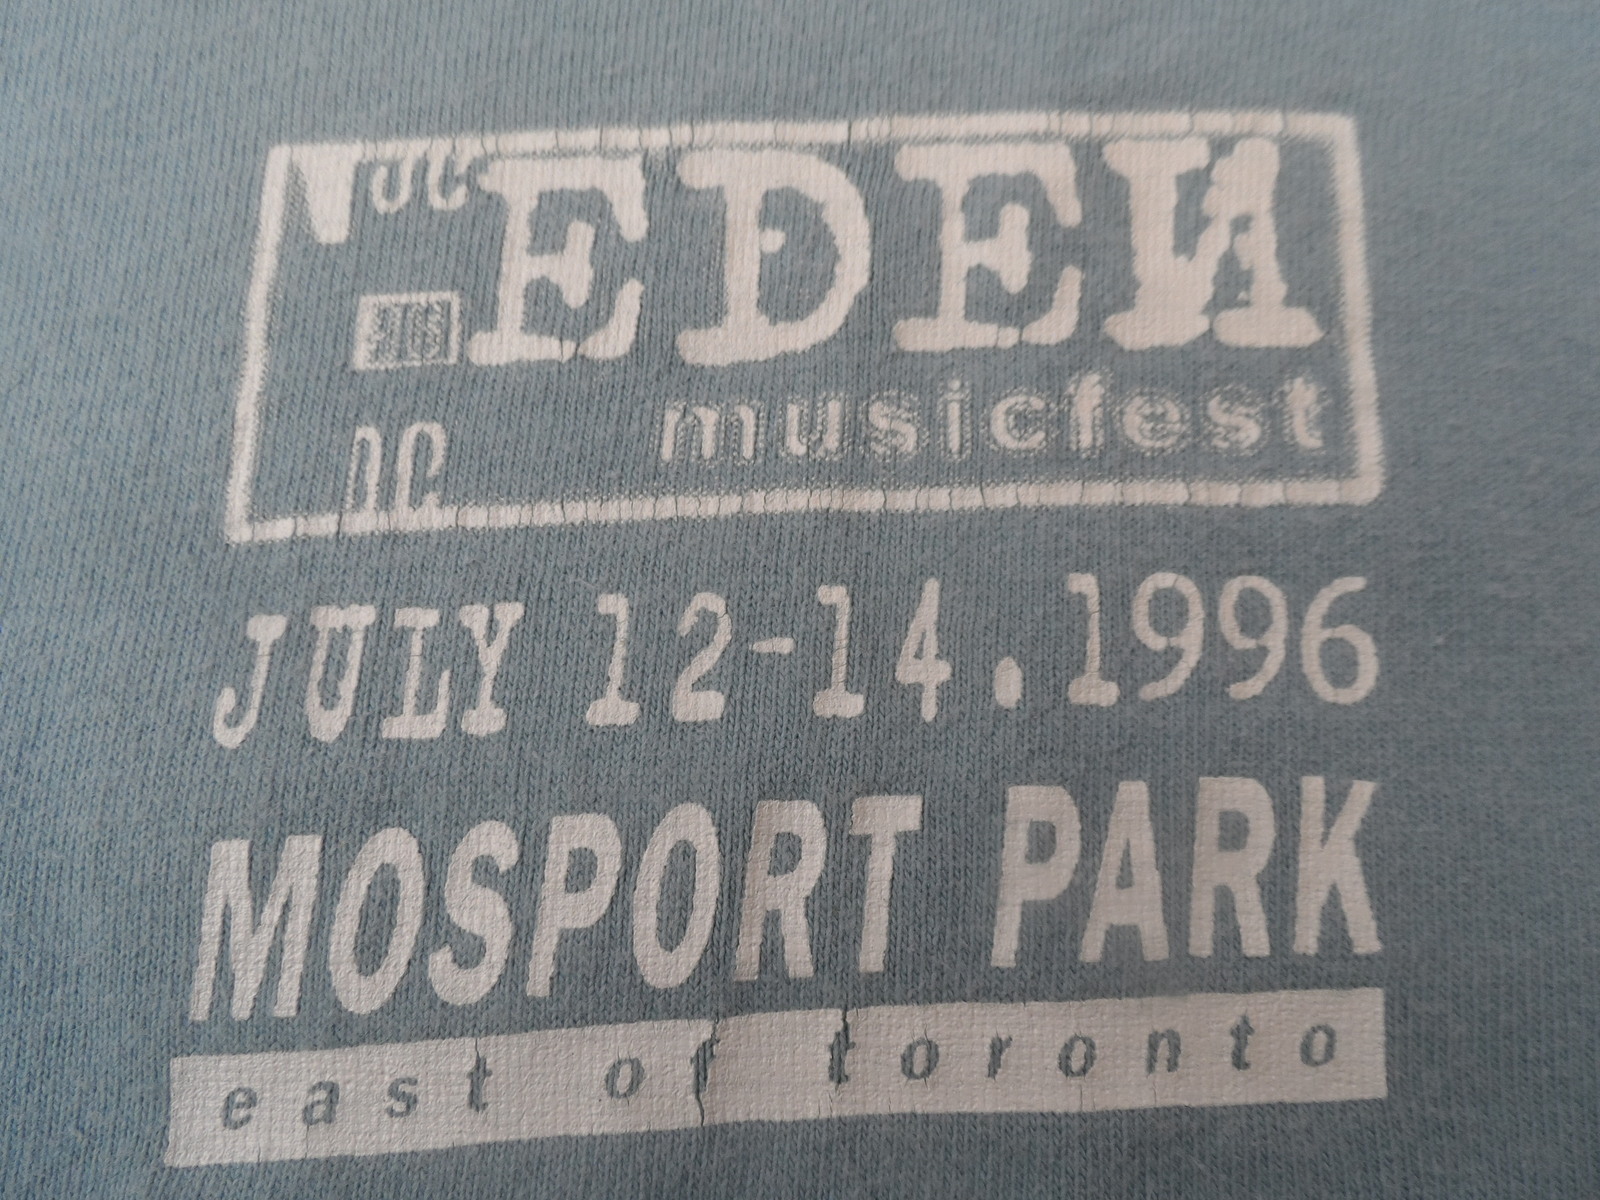 EDEN
musicfest
JULY 12-14.1996
MOSPORT PARK
east of toronto